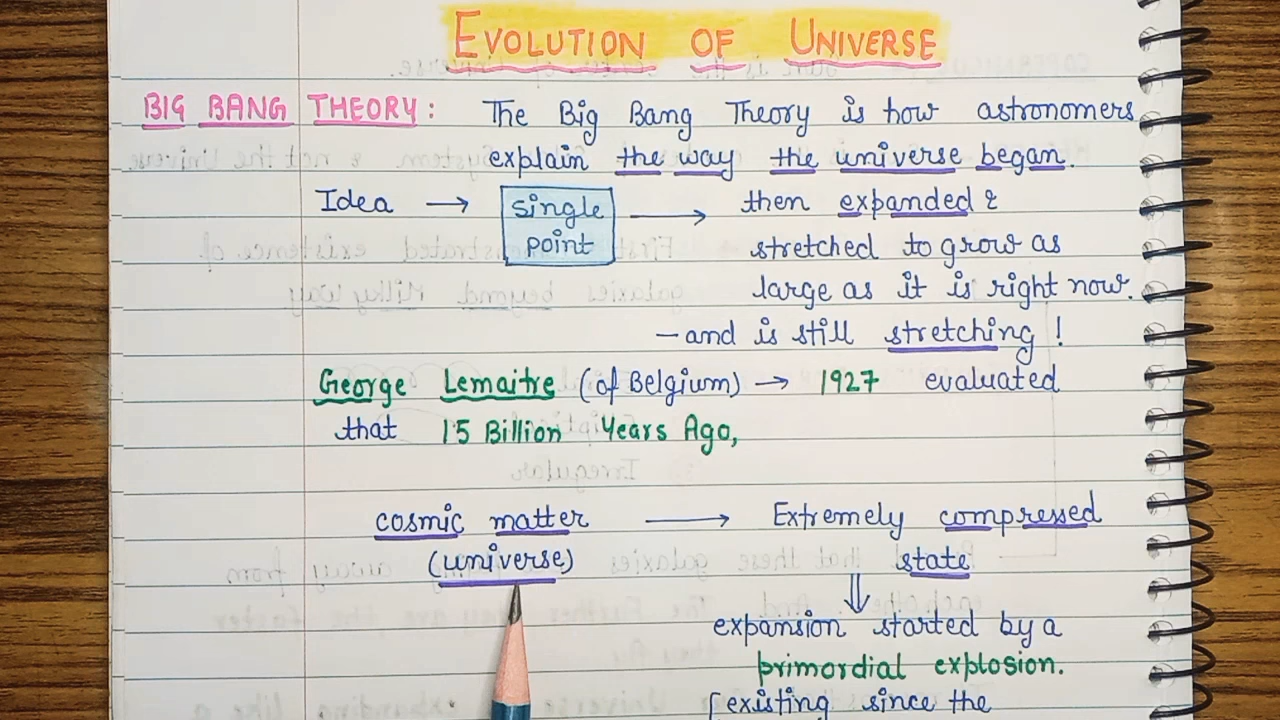 EVOLUTION OF UNIVERSE
BIG BANG THEORY: The Big Bang Theory is how astronomers
explain the way the universe began.
Idea → single point → then expanded &
stretched to grow as
large as it is right now.
—and is still stretching!
George Lemaitre (of Belgium) → 1927 evaluated
that 15 Billion Years Ago,
cosmic matter → Extremely compressed
(universe) state
⇓
expansion started by a
primordial explosion.
[existing since the